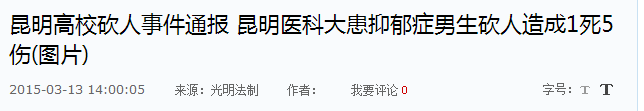 昆明高校砍人事件通报 昆明医科大患抑郁症男生砍人造成1死5
伤(图片)
2015-03-13 14:00:05 来源：光明法制 作者： 我要评论 0 字号： T T